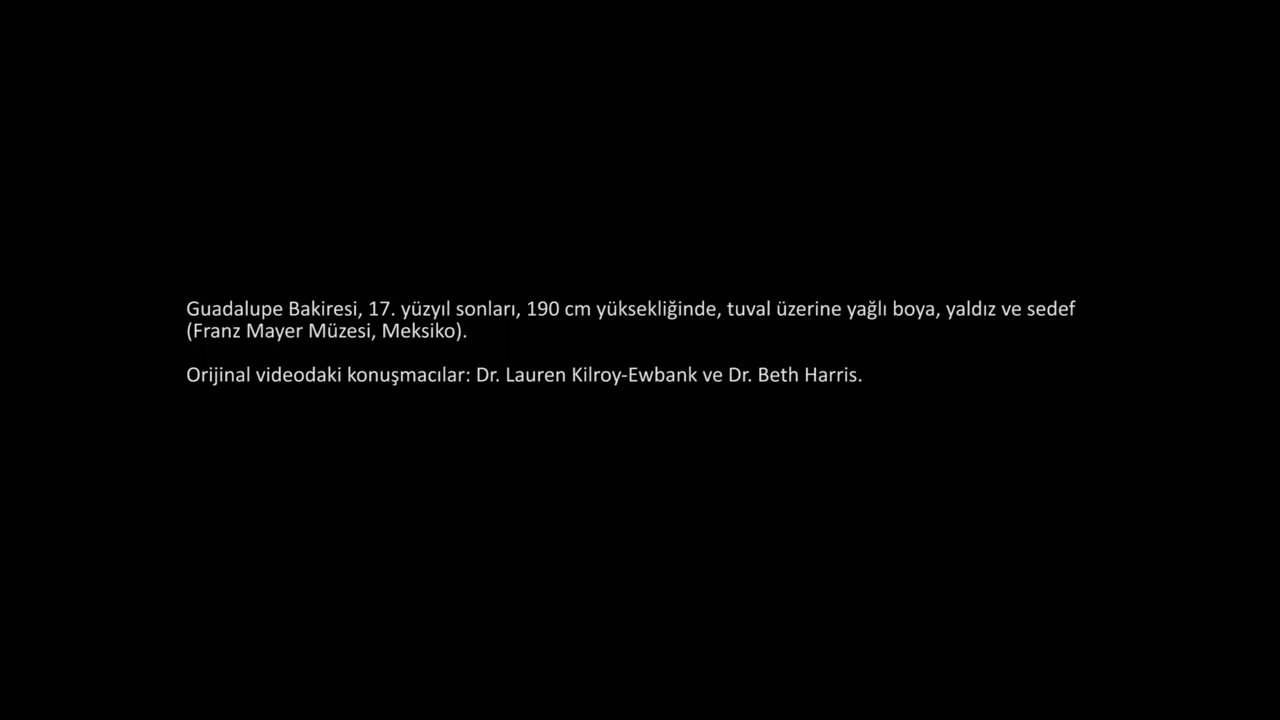 Guadalupe Bakiresi, 17. yüzyıl sonları, 190 cm yüksekliğinde, tuval üzerine yağlı boya, yaldız ve sedef
(Franz Mayer Müzesi, Meksiko).
Orijinal videodaki konuşmacılar: Dr. Lauren Kilroy-Ewbank ve Dr. Beth Harris.